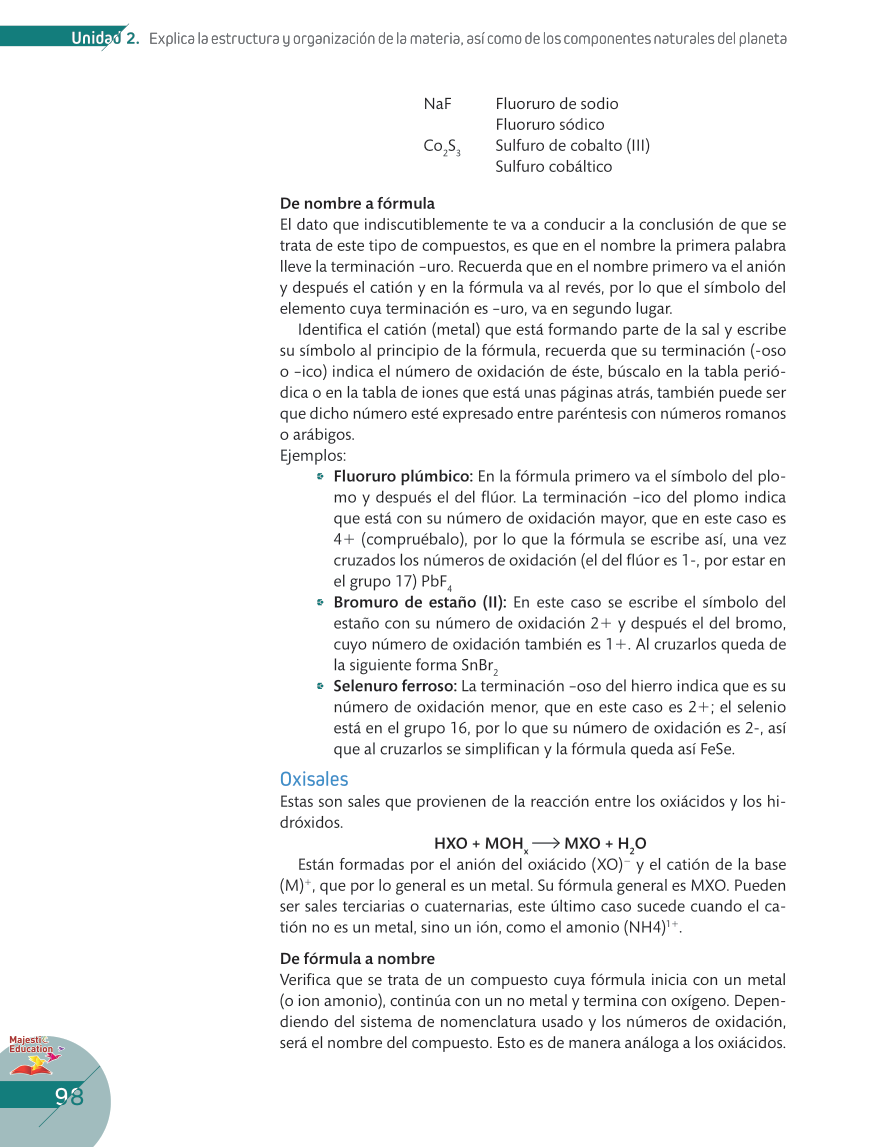 Unidad 2. Explica la estructura y organización de la materia, así como de los componentes naturales del planeta
NaF Fluoruro de sodio
Fluoruro sódico
Co₂S₃ Sulfuro de cobalto (III)
Sulfuro cobáltico
De nombre a fórmula
El dato que indiscutiblemente te va a conducir a la conclusión de que se
trata de este tipo de compuestos, es que en el nombre la primera palabra
lleve la terminación –uro. Recuerda que en el nombre primero va el anión
y después el catión y en la fórmula va al revés, por lo que el símbolo del
elemento cuya terminación es –uro, va en segundo lugar.
Identifica el catión (metal) que está formando parte de la sal y escribe
su símbolo al principio de la fórmula, recuerda que su terminación (-oso
o –ico) indica el número de oxidación de éste, búscalo en la tabla perió-
dica o en la tabla de iones que está unas páginas atrás, también puede ser
que dicho número esté expresado entre paréntesis con números romanos
o arábigos.
Ejemplos:
Fluoruro plúmbico: En la fórmula primero va el símbolo del plo-
mo y después el del flúor. La terminación –ico del plomo indica
que está con su número de oxidación mayor, que en este caso es
4+ (compruébalo), por lo que la fórmula se escribe así, una vez
cruzados los números de oxidación (el del flúor es 1-, por estar en
el grupo 17) PbF₄
Bromuro de estaño (II): En este caso se escribe el símbolo del
estaño con su número de oxidación 2+ y después el del bromo,
cuyo número de oxidación también es 1+. Al cruzarlos queda de
la siguiente forma SnBr₂
Selenuro ferroso: La terminación –oso del hierro indica que es su
número de oxidación menor, que en este caso es 2+; el selenio
está en el grupo 16, por lo que su número de oxidación es 2-, así
que al cruzarlos se simplifican y la fórmula queda así FeSe.
Oxisales
Estas son sales que provienen de la reacción entre los oxiácidos y los hi-
dróxidos.
HXO + MOHₓ ⟶ MXO + H₂O
Están formadas por el anión del oxiácido (XO)⁻ y el catión de la base
(M)⁺, que por lo general es un metal. Su fórmula general es MXO. Pueden
ser sales terciarias o cuaternarias, este último caso sucede cuando el ca-
tión no es un metal, sino un ión, como el amonio (NH4)¹⁺.
De fórmula a nombre
Verifica que se trata de un compuesto cuya fórmula inicia con un metal
(o ion amonio), continúa con un no metal y termina con oxígeno. Depen-
diendo del sistema de nomenclatura usado y los números de oxidación,
será el nombre del compuesto. Esto es de manera análoga a los oxiácidos.
Majestic
Education
98